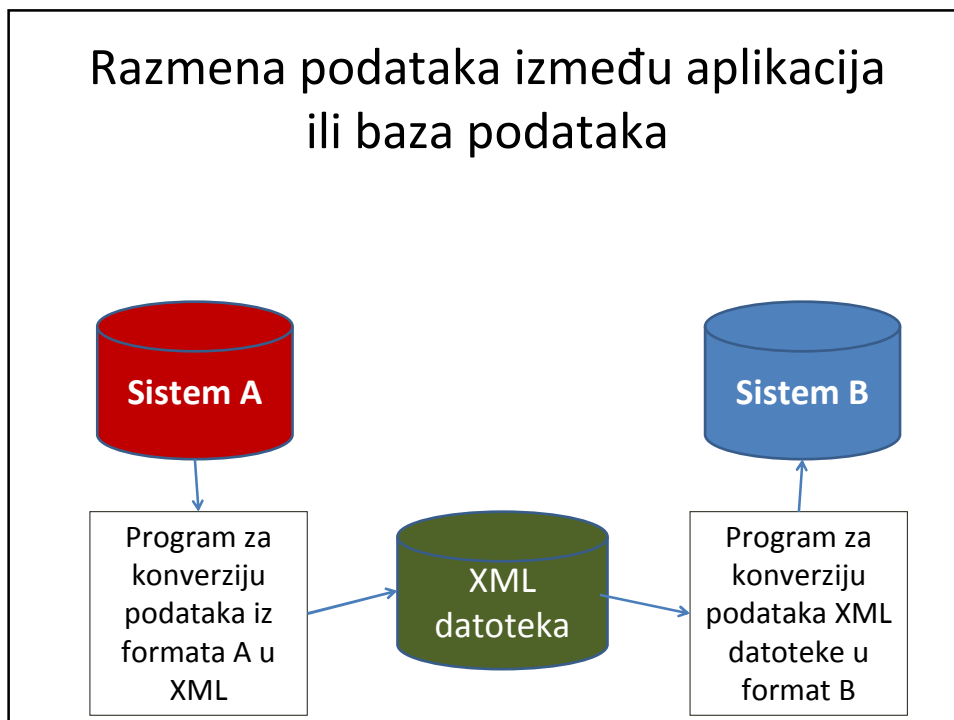 Razmena podataka između aplikacija
ili baza podataka
Sistem A
Sistem B
Program za
konverziju
podataka iz
formata A u
XML
XML
datoteka
Program za
konverziju
podataka XML
datoteke u
format B